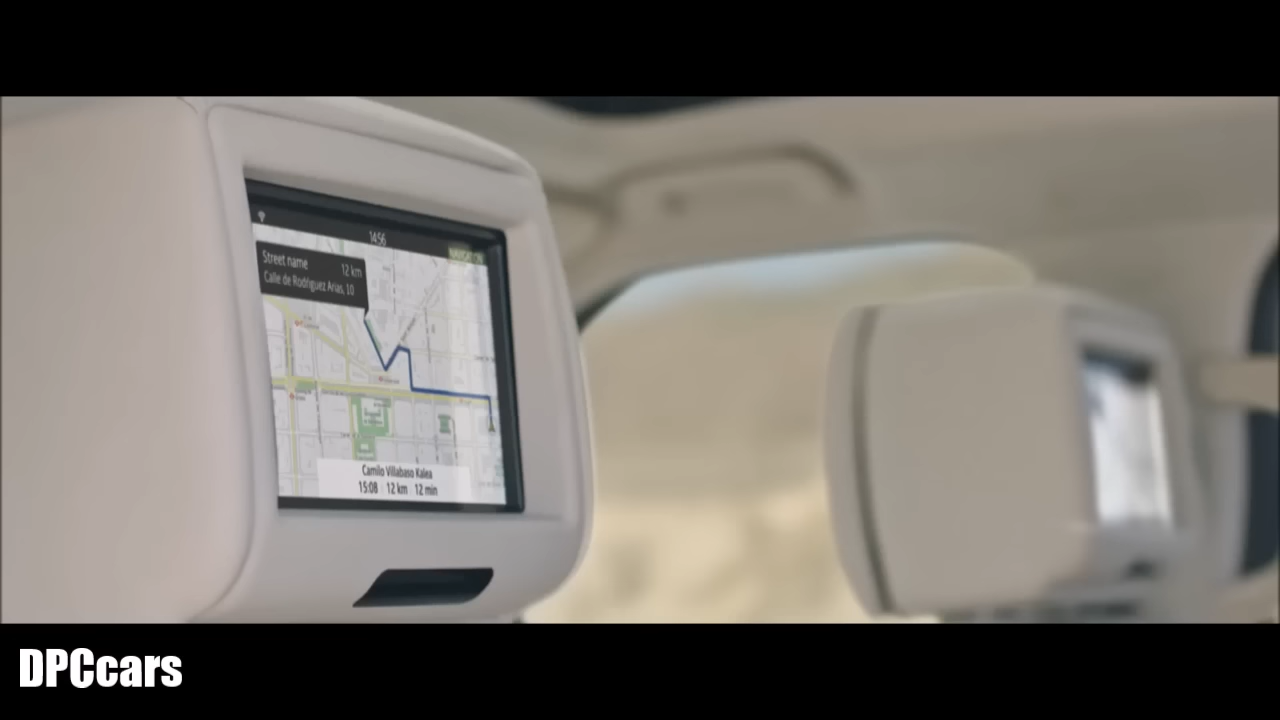 14:56
NAVIGATION
Street name
12 km
Calle de Rodriguez Arias, 10
Camilo Villabaso Kalea
15:08 12 km 12 min
DPCcars